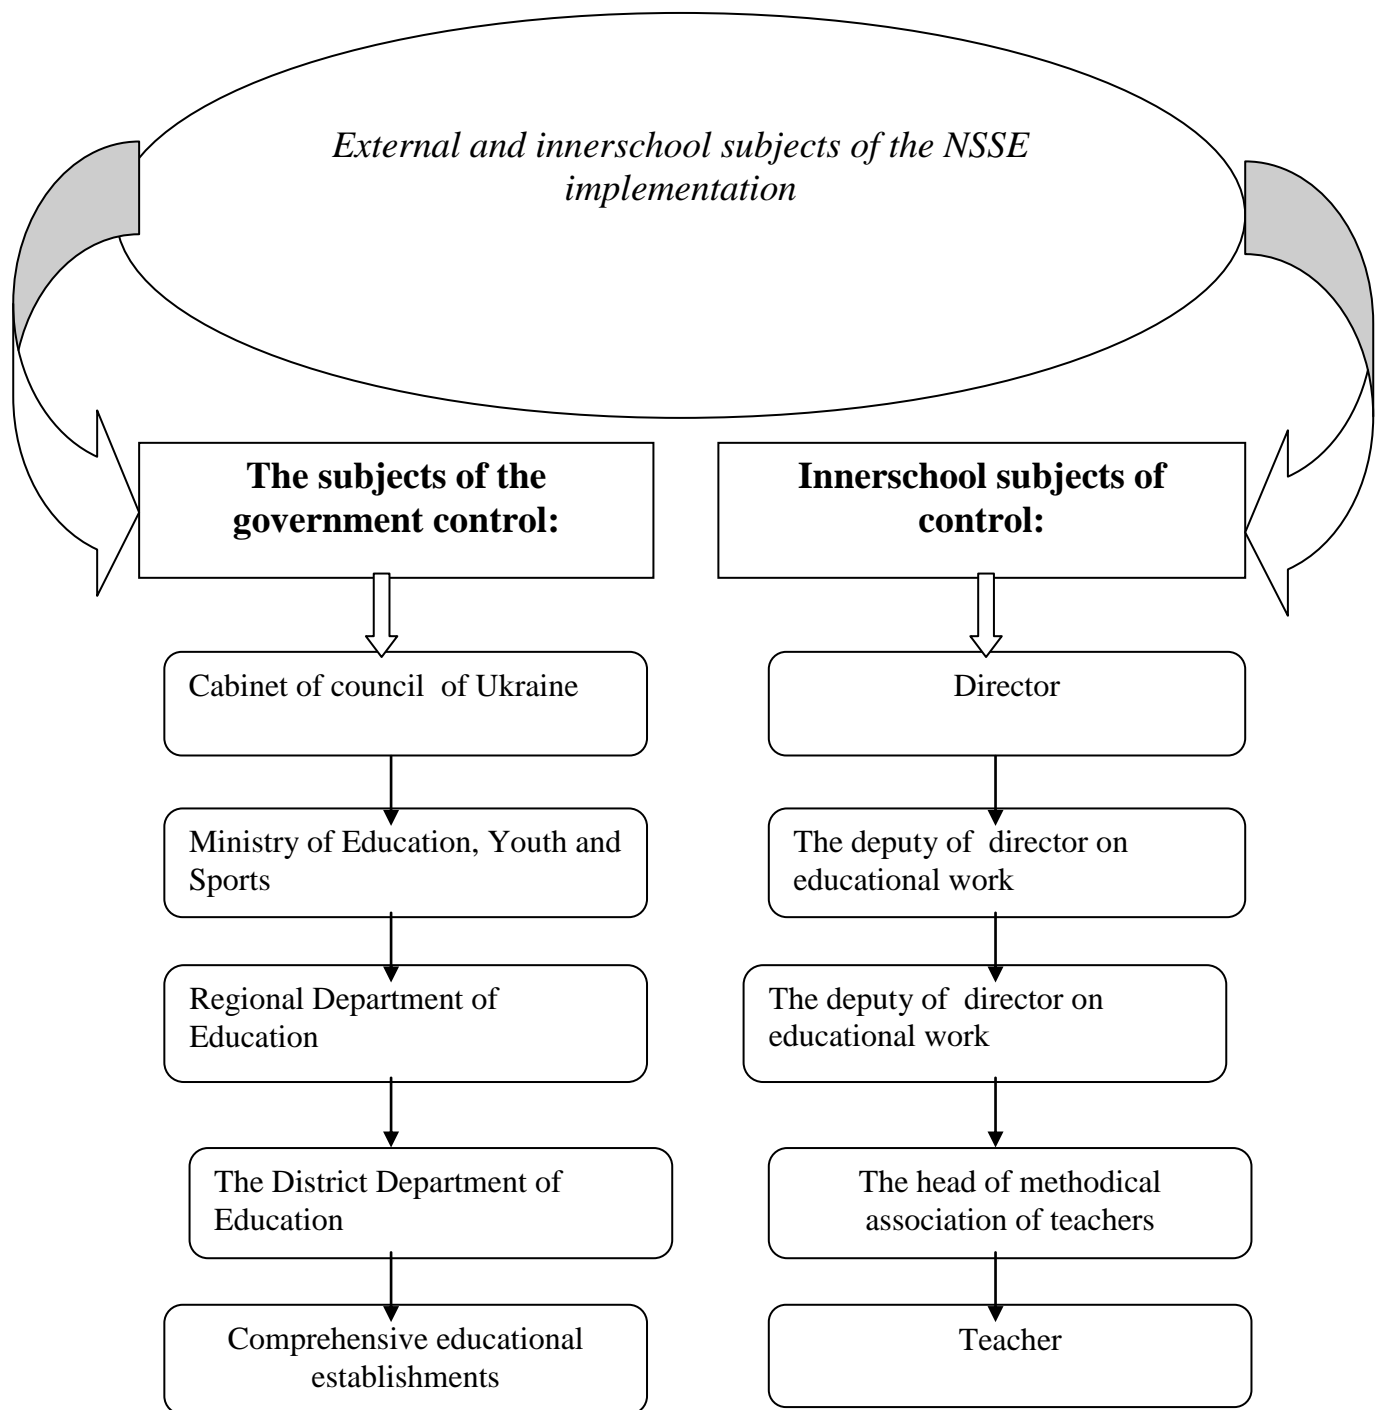 External and innerschool subjects of the NSSE
implementation
The subjects of the
government control:
Cabinet of council  of Ukraine
Ministry of Education, Youth and
Sports
Regional Department of
Education
The District Department of
Education
Comprehensive educational
establishments
Innerschool subjects of
control:
Director
The deputy of  director on
educational work
The deputy of  director on
educational work
The head of methodical
association of teachers
Teacher